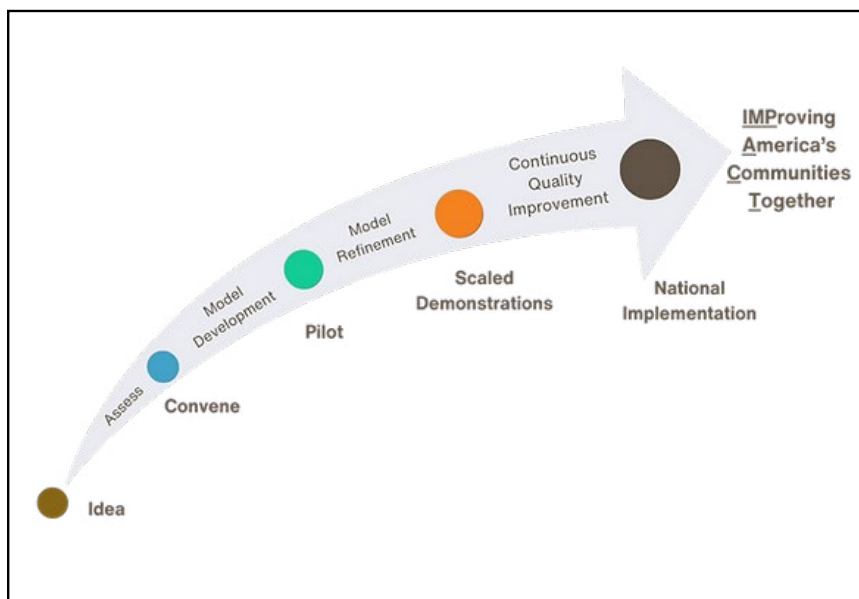 IMProving
America's
Communities
Together
Continuous
Quality
Improvement
Model
Refinement
Scaled
Demonstrations
National
Implementation
Model
Development
Pilot
Assess
Convene
Idea